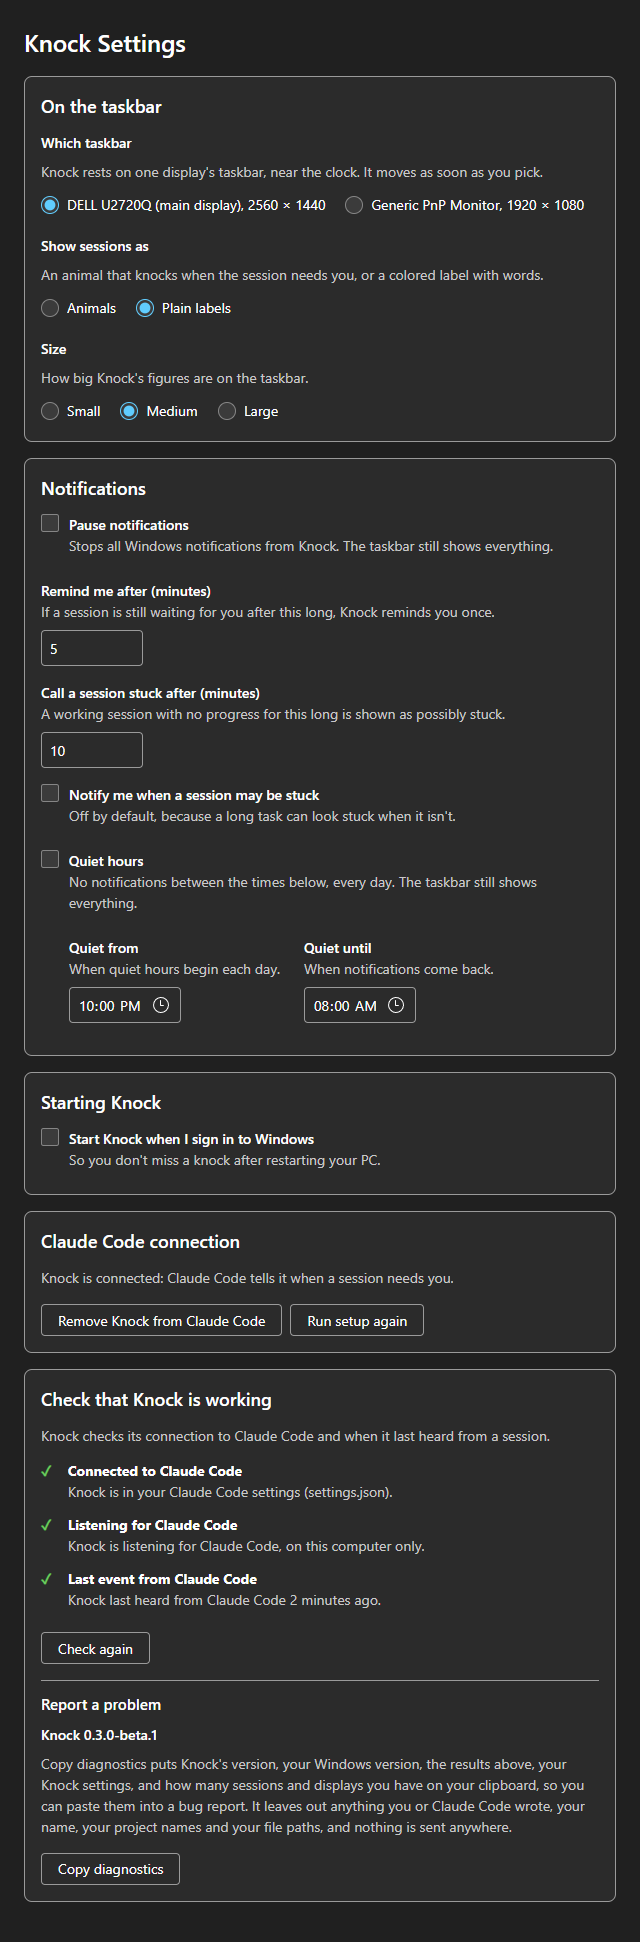 Knock Settings
On the taskbar
Which taskbar
Knock rests on one display's taskbar, near the clock. It moves as soon as you pick.
DELL U2720Q (main display), 2560 × 1440 Generic PnP Monitor, 1920 × 1080
Show sessions as
An animal that knocks when the session needs you, or a colored label with words.
Animals Plain labels
Size
How big Knock's figures are on the taskbar.
Small Medium Large
Notifications
Pause notifications
Stops all Windows notifications from Knock. The taskbar still shows everything.
Remind me after (minutes)
If a session is still waiting for you after this long, Knock reminds you once.
5
Call a session stuck after (minutes)
A working session with no progress for this long is shown as possibly stuck.
10
Notify me when a session may be stuck
Off by default, because a long task can look stuck when it isn't.
Quiet hours
No notifications between the times below, every day. The taskbar still shows
everything.
Quiet from Quiet until
When quiet hours begin each day. When notifications come back.
10:00 PM 08:00 AM
Starting Knock
Start Knock when I sign in to Windows
So you don't miss a knock after restarting your PC.
Claude Code connection
Knock is connected: Claude Code tells it when a session needs you.
Remove Knock from Claude Code Run setup again
Check that Knock is working
Knock checks its connection to Claude Code and when it last heard from a session.
Connected to Claude Code
Knock is in your Claude Code settings (settings.json).
Listening for Claude Code
Knock is listening for Claude Code, on this computer only.
Last event from Claude Code
Knock last heard from Claude Code 2 minutes ago.
Check again
Report a problem
Knock 0.3.0-beta.1
Copy diagnostics puts Knock's version, your Windows version, the results above, your
Knock settings, and how many sessions and displays you have on your clipboard, so you
can paste them into a bug report. It leaves out anything you or Claude Code wrote, your
name, your project names and your file paths, and nothing is sent anywhere.
Copy diagnostics